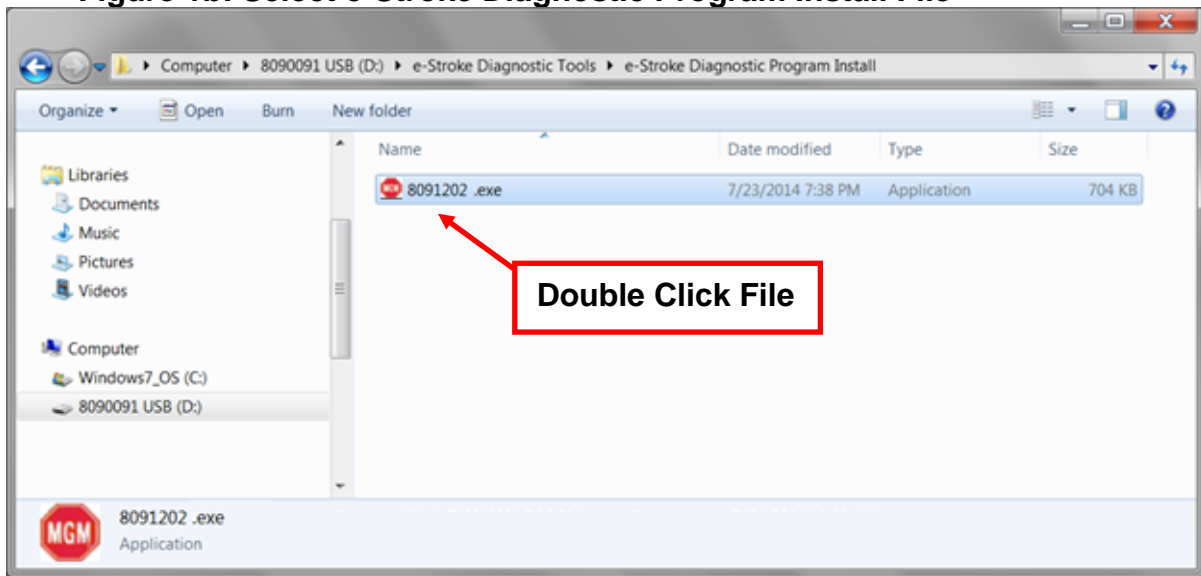 Computer ▸ 8090091 USB (D:) ▸ e-Stroke Diagnostic Tools ▸ e-Stroke Diagnostic Program Install
Organize Open Burn New folder
Name Date modified Type Size
Libraries
8091202 .exe 7/23/2014 7:38 PM Application 704 KB
Documents
Music
Pictures
Videos
Double Click File
Computer
Windows7_OS (C:)
8090091 USB (D:)
MGM
8091202 .exe
Application